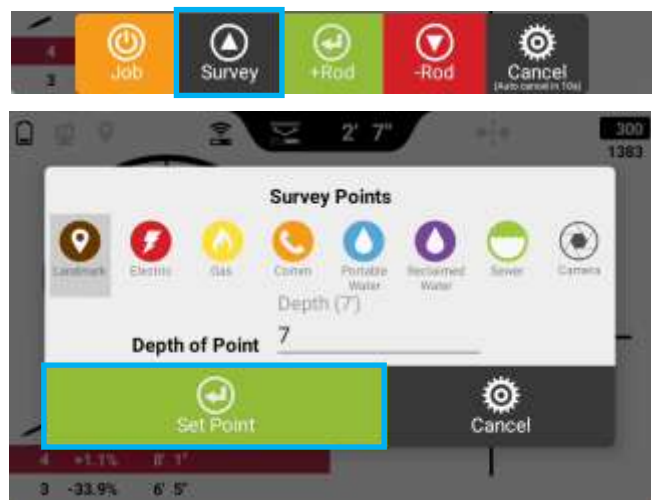 4
3
Job Survey +Rod -Rod Cancel
(Auto cancel in 10s)
2' 7" 300
1383
Survey Points
Landmark Electric Gas Comm Portable Water Reclaimed Water Sewer Camera
Depth (7')
Depth of Point 7
Set Point Cancel
4 +1.1% 8' 1"
3 -33.9% 6' 5"